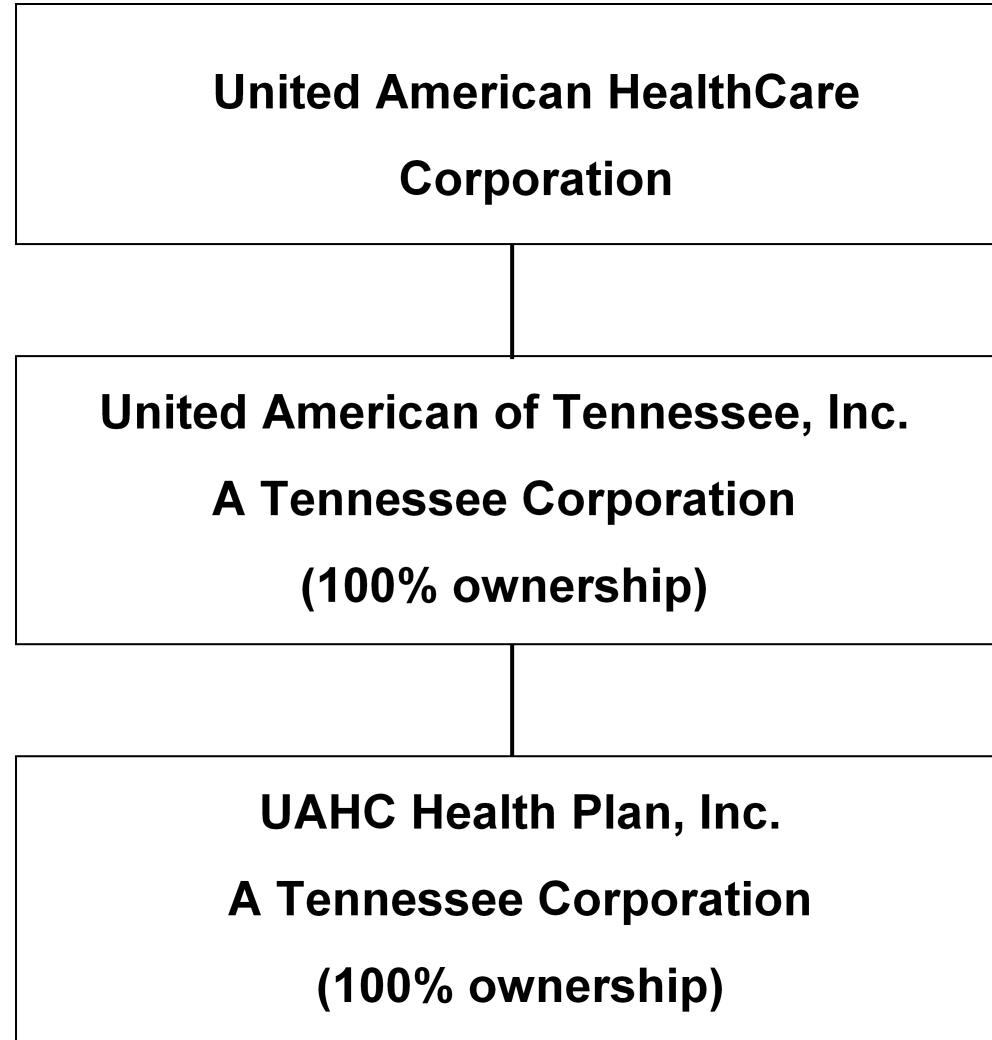 United American HealthCare
Corporation
United American of Tennessee, Inc.
A Tennessee Corporation
(100% ownership)
UAHC Health Plan, Inc.
A Tennessee Corporation
(100% ownership)